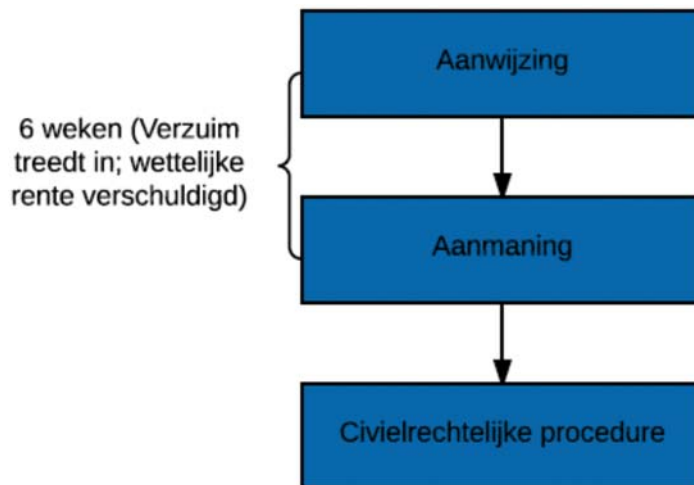 Aanwijzing
6 weken (Verzuim
treedt in; wettelijke
rente verschuldigd)
Aanmaning
Civielrechtelijke procedure